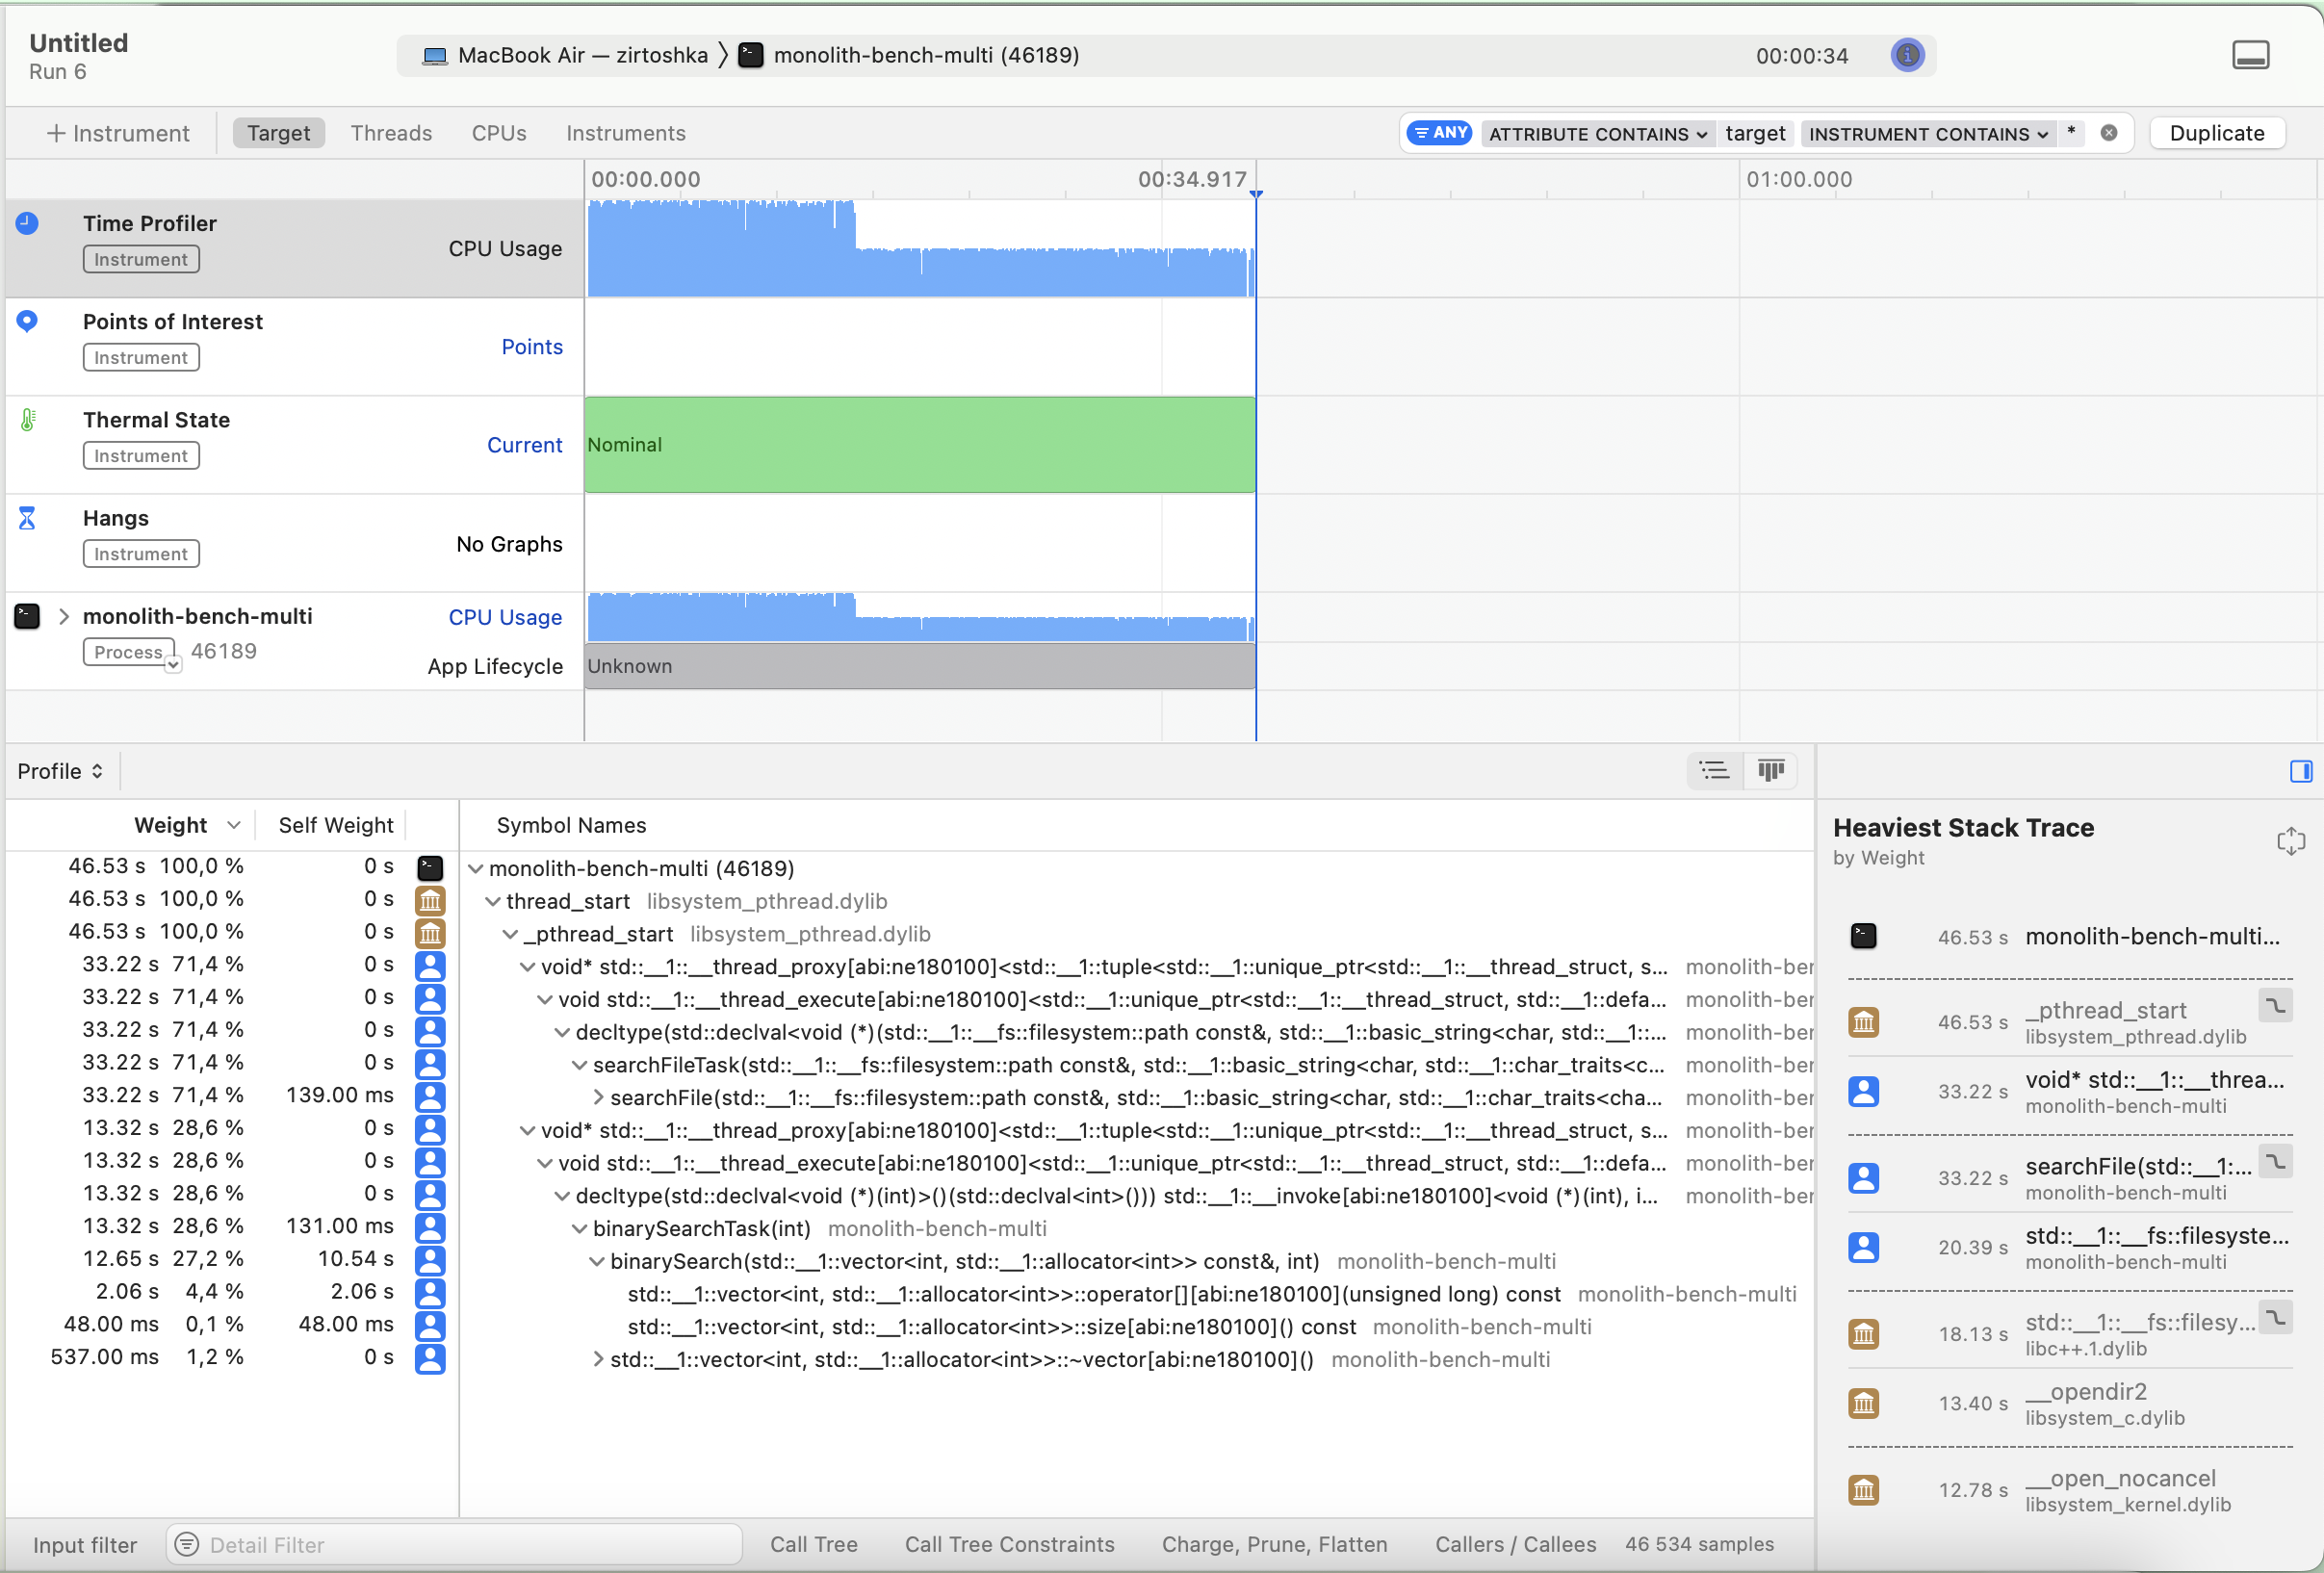 Untitled
Run 6
MacBook Air — zirtoshka 〉 monolith-bench-multi (46189)
00:00:34
+ Instrument
Target
Threads
CPUs
Instruments
ANY
ATTRIBUTE CONTAINS
target
INSTRUMENT CONTAINS
*
Duplicate
00:00.000
00:34.917
01:00.000
Time Profiler
Instrument
CPU Usage
Points of Interest
Instrument
Points
Thermal State
Instrument
Current
Nominal
Hangs
Instrument
No Graphs
monolith-bench-multi
Process 46189
CPU Usage
App Lifecycle
Unknown
Profile
Weight Self Weight Symbol Names
46.53 s 100,0 % 0 s monolith-bench-multi (46189)
46.53 s 100,0 % 0 s thread_start libsystem_pthread.dylib
46.53 s 100,0 % 0 s _pthread_start libsystem_pthread.dylib
33.22 s 71,4 % 0 s void* std::__1::__thread_proxy[abi:ne180100]<std::__1::tuple<std::__1::unique_ptr<std::__1::__thread_struct, s... monolith-ber
33.22 s 71,4 % 0 s void std::__1::__thread_execute[abi:ne180100]<std::__1::unique_ptr<std::__1::__thread_struct, std::__1::defa... monolith-ber
33.22 s 71,4 % 0 s decltype(std::declval<void (*)(std::__1::__fs::filesystem::path const&, std::__1::basic_string<char, std::__1::... monolith-ber
33.22 s 71,4 % 0 s searchFileTask(std::__1::__fs::filesystem::path const&, std::__1::basic_string<char, std::__1::char_traits<c... monolith-ber
33.22 s 71,4 % 139.00 ms searchFile(std::__1::__fs::filesystem::path const&, std::__1::basic_string<char, std::__1::char_traits<cha... monolith-ber
13.32 s 28,6 % 0 s void* std::__1::__thread_proxy[abi:ne180100]<std::__1::tuple<std::__1::unique_ptr<std::__1::__thread_struct, s... monolith-ber
13.32 s 28,6 % 0 s void std::__1::__thread_execute[abi:ne180100]<std::__1::unique_ptr<std::__1::__thread_struct, std::__1::defa... monolith-ber
13.32 s 28,6 % 0 s decltype(std::declval<void (*)(int)>()(std::declval<int>())) std::__1::__invoke[abi:ne180100]<void (*)(int), i... monolith-ber
13.32 s 28,6 % 131.00 ms binarySearchTask(int) monolith-bench-multi
12.65 s 27,2 % 10.54 s binarySearch(std::__1::vector<int, std::__1::allocator<int>> const&, int) monolith-bench-multi
2.06 s 4,4 % 2.06 s std::__1::vector<int, std::__1::allocator<int>>::operator[][abi:ne180100](unsigned long) const monolith-bench-multi
48.00 ms 0,1 % 48.00 ms std::__1::vector<int, std::__1::allocator<int>>::size[abi:ne180100]() const monolith-bench-multi
537.00 ms 1,2 % 0 s std::__1::vector<int, std::__1::allocator<int>>::~vector[abi:ne180100]() monolith-bench-multi
Heaviest Stack Trace
by Weight
46.53 s monolith-bench-multi...
46.53 s _pthread_start
libsystem_pthread.dylib
33.22 s void* std::__1::__threa...
monolith-bench-multi
33.22 s searchFile(std::__1:...
monolith-bench-multi
20.39 s std::__1::__fs::filesyste...
monolith-bench-multi
18.13 s std::__1::__fs::filesy...
libc++.1.dylib
13.40 s __opendir2
libsystem_c.dylib
12.78 s __open_nocancel
libsystem_kernel.dylib
Input filter
Detail Filter
Call Tree
Call Tree Constraints
Charge, Prune, Flatten
Callers / Callees
46 534 samples